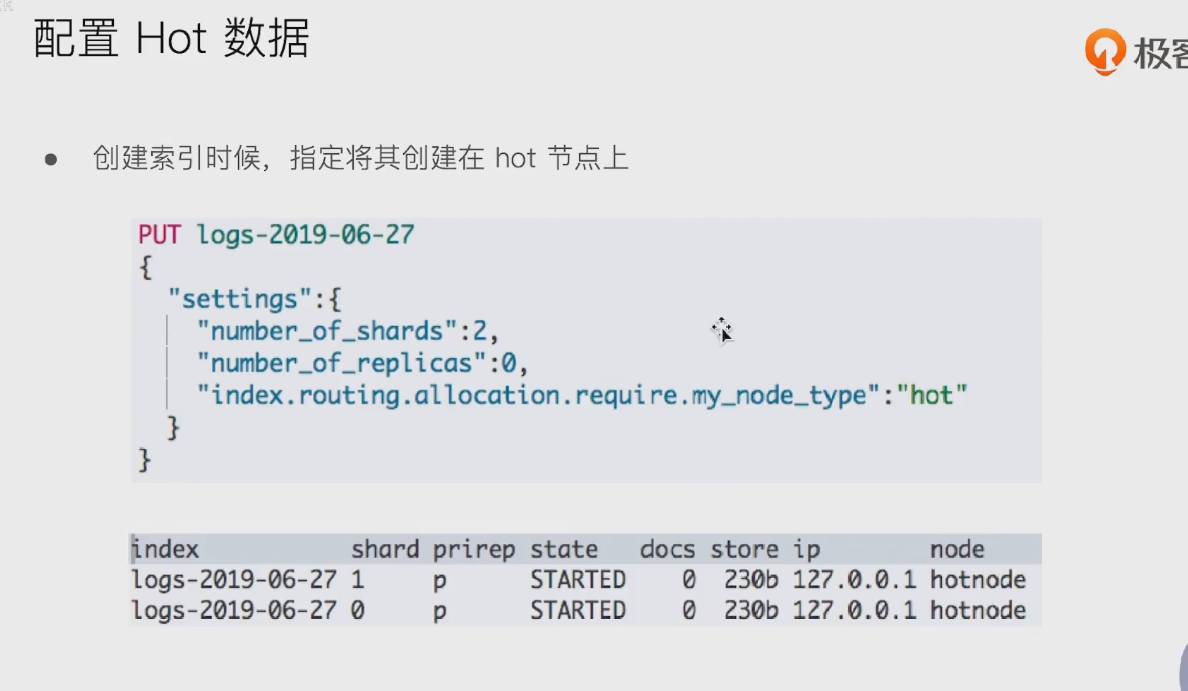 配置 Hot 数据
极客
● 创建索引时候，指定将其创建在 hot 节点上
PUT logs-2019-06-27
{
"settings":{
"number_of_shards":2,
"number_of_replicas":0,
"index.routing.allocation.require.my_node_type":"hot"
}
}
index shard prirep state docs store ip node
logs-2019-06-27 1 p STARTED 0 230b 127.0.0.1 hotnode
logs-2019-06-27 0 p STARTED 0 230b 127.0.0.1 hotnode